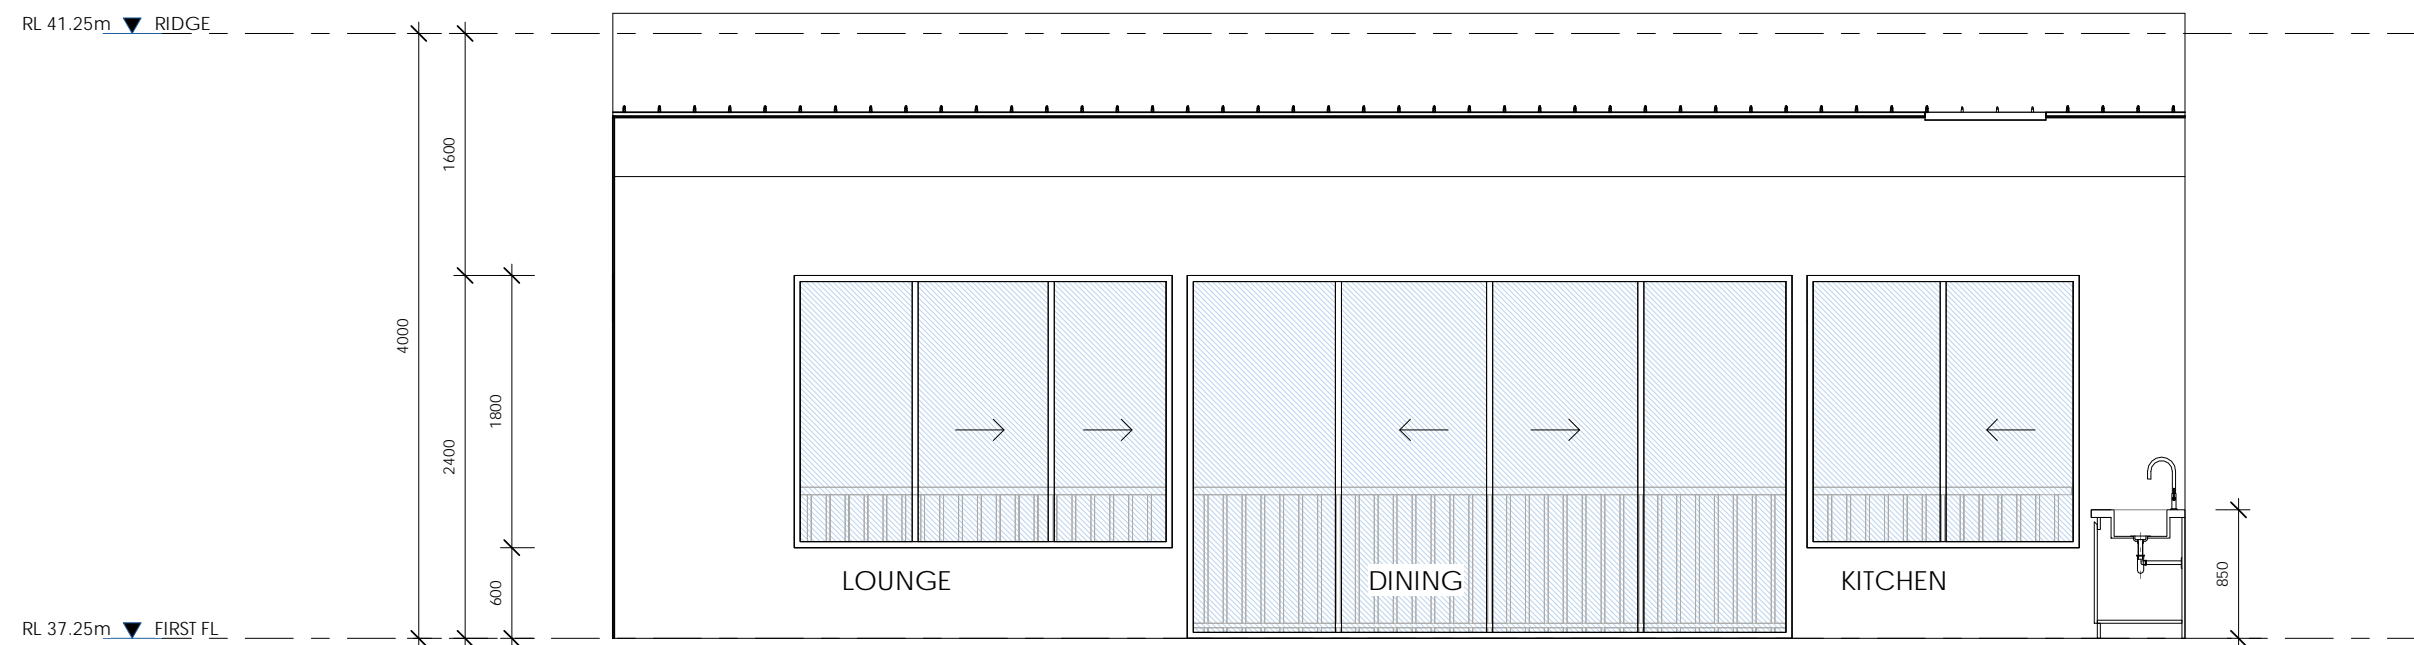 RL 41.25m RIDGE
1600
4000
1800
2400
600
LOUNGE
DINING
KITCHEN
850
RL 37.25m FIRST FL